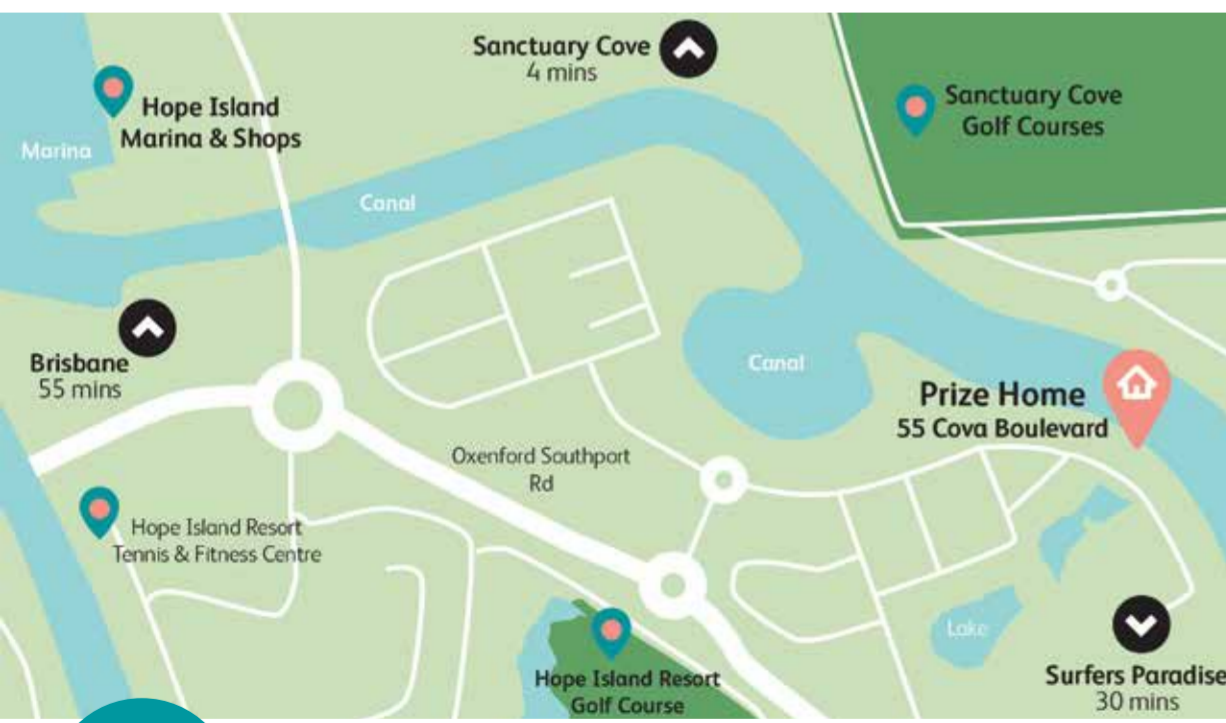 Sanctuary Cove
4 mins
Hope Island
Marina & Shops
Marina
Sanctuary Cove
Golf Courses
Canal
Brisbane
55 mins
Canal
Prize Home
55 Cova Boulevard
Oxenford Southport
Rd
Hope Island Resort
Tennis & Fitness Centre
Lake
Hope Island Resort
Golf Course
Surfers Paradise
30 mins